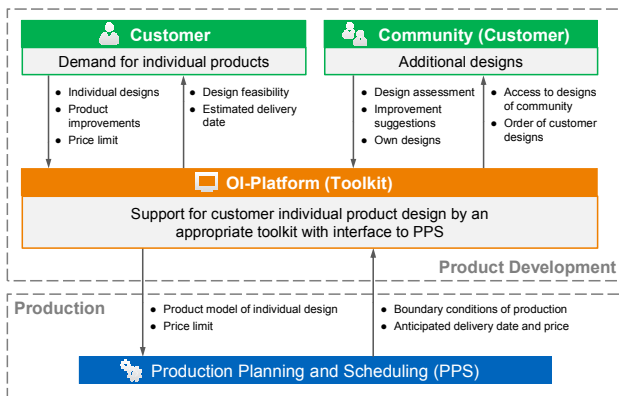 Customer
Demand for individual products
Community (Customer)
Additional designs
● Individual designs
● Product
improvements
● Price limit
● Design feasibility
● Estimated delivery
date
● Design assessment
● Improvement
suggestions
● Own designs
● Access to designs
of community
● Order of customer
designs
OI-Platform (Toolkit)
Support for customer individual product design by an
appropriate toolkit with interface to PPS
Product Development
Production
● Product model of individual design
● Price limit
● Boundary conditions of production
● Anticipated delivery date and price
Production Planning and Scheduling (PPS)